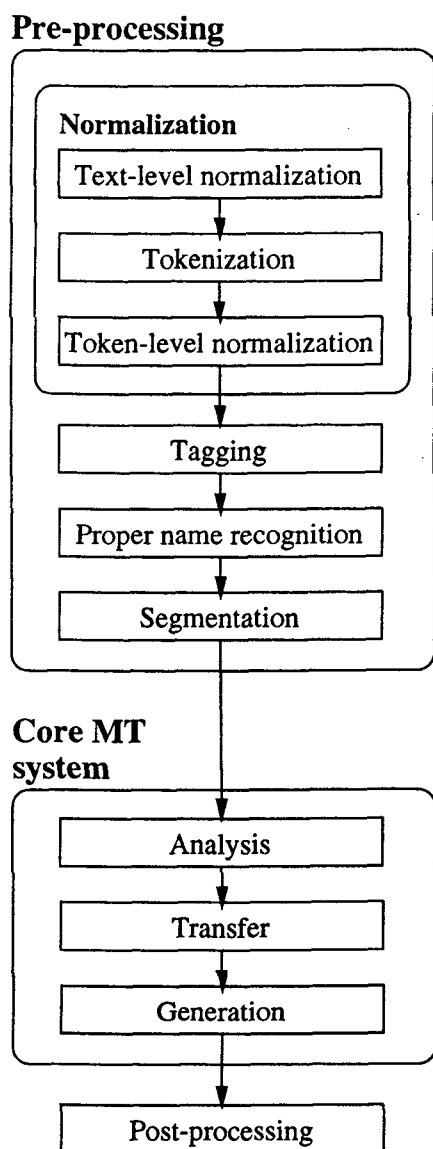 Pre-processing
Normalization
Text-level normalization
Tokenization
Token-level normalization
Tagging
Proper name recognition
Segmentation
Core MT
system
Analysis
Transfer
Generation
Post-processing